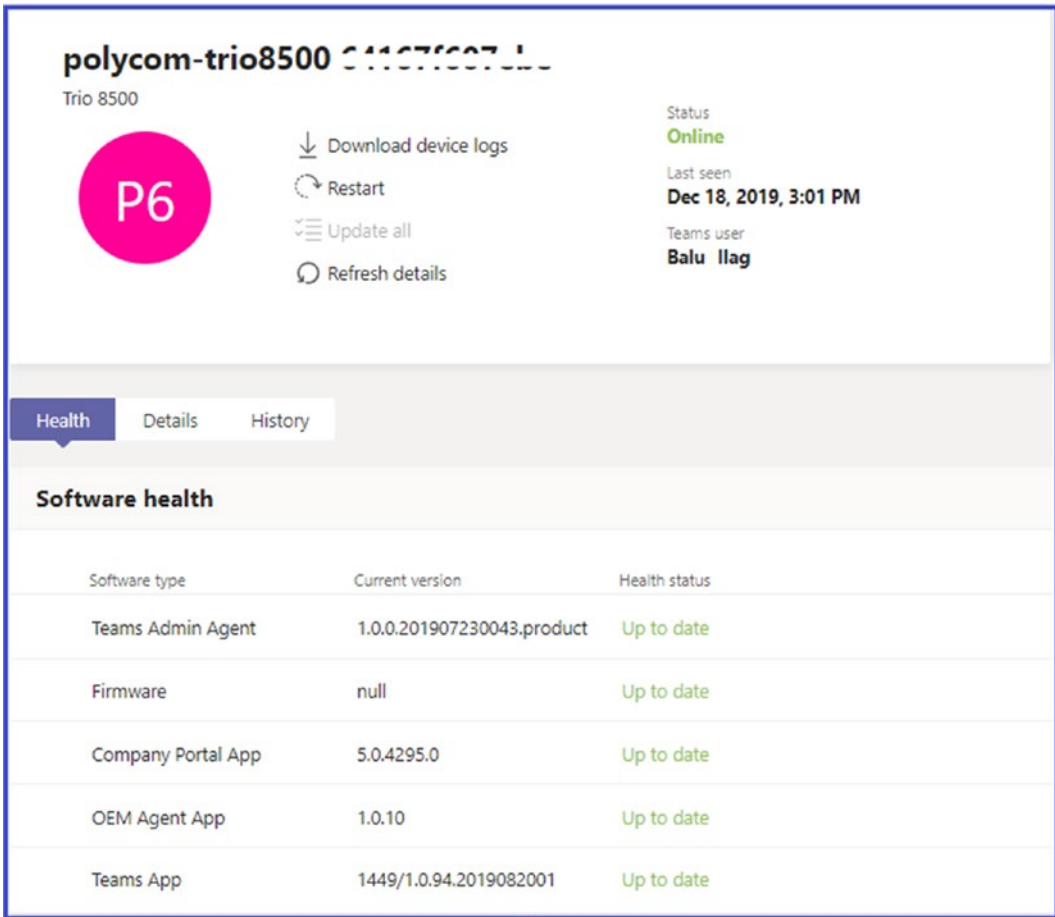 polycom-trio8500
Trio 8500
P6
Download device logs
Restart
Update all
Refresh details
Status
Online
Last seen
Dec 18, 2019, 3:01 PM
Teams user
Balu Ilag
Health Details History
Software health
Software type Current version Health status
Teams Admin Agent 1.0.0.201907230043.product Up to date
Firmware null Up to date
Company Portal App 5.0.4295.0 Up to date
OEM Agent App 1.0.10 Up to date
Teams App 1449/1.0.94.2019082001 Up to date